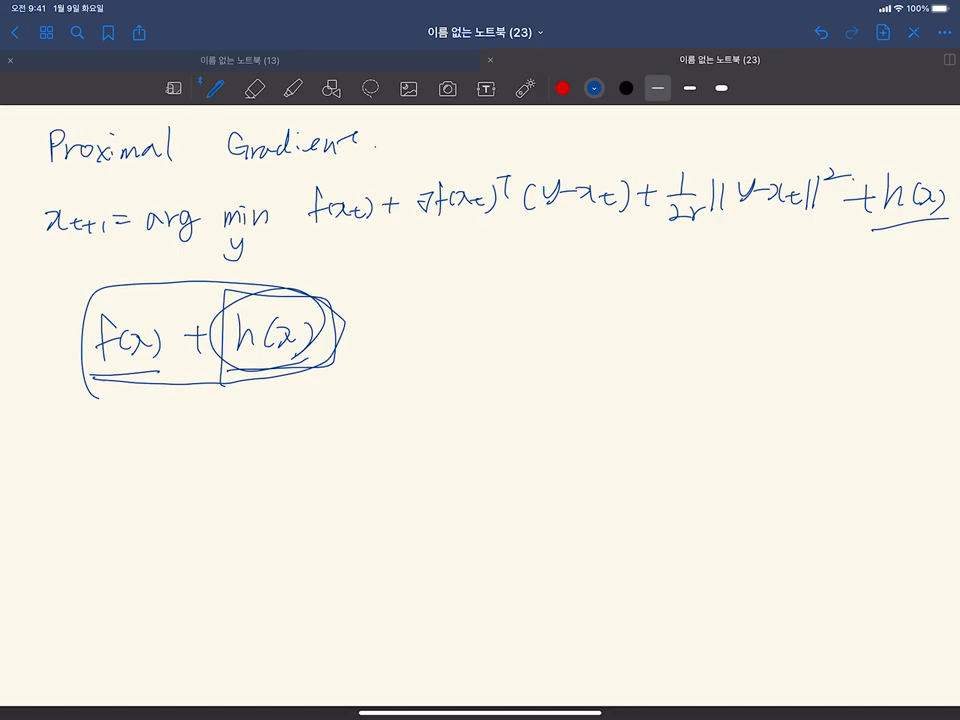 오전 9:41 1월 9일 화요일
100%
이름 없는 노트북 (23)
이름 없는 노트북 (13)
이름 없는 노트북 (23)
Proximal Gradient.
x_{t+1} = arg min_y f(x_t) + ∇f(x_t)^T (y-x_t) + \frac{1}{2r} ||y-x_t||^2 + h(x)
f(x) + h(x)